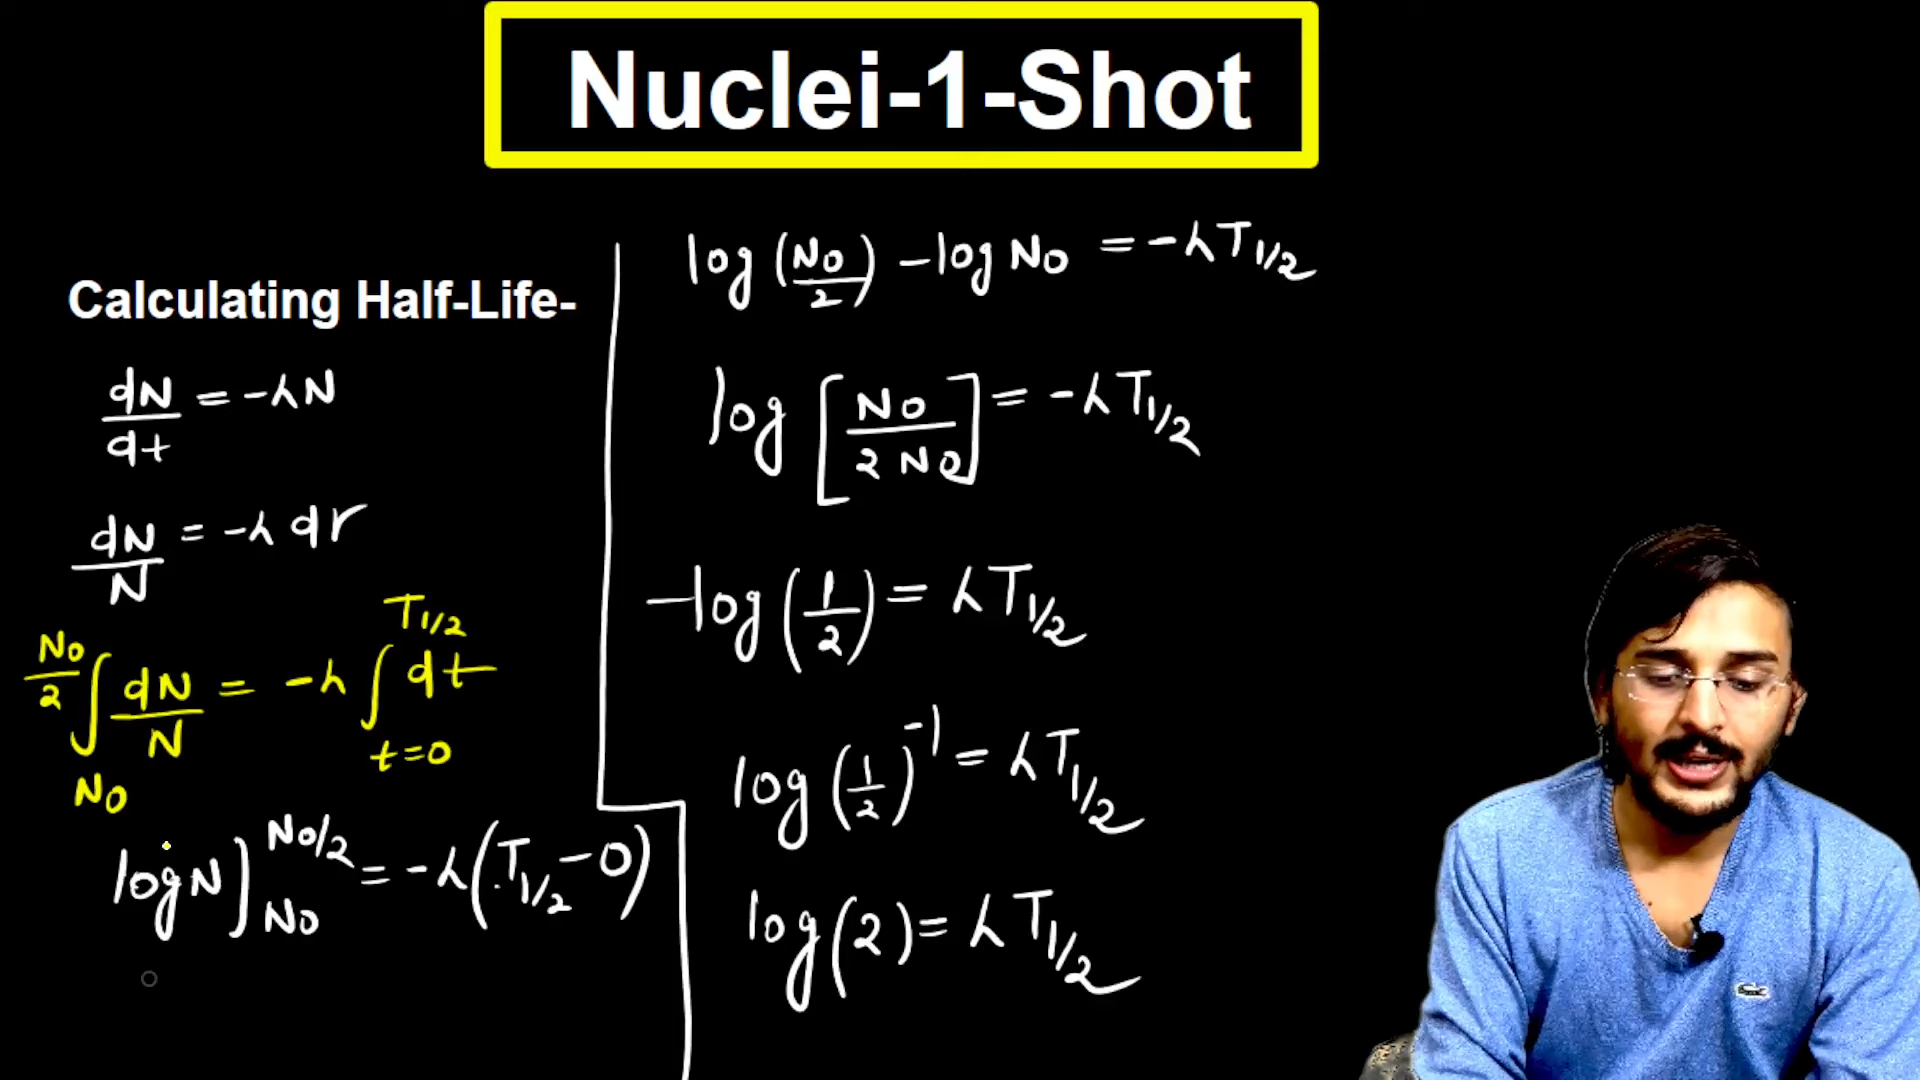 Nuclei-1-Shot
Calculating Half-Life-
dN/dt = -λN
dN/N = -λ dr
∫_{N0}^{N0/2} dN/N = -λ ∫_{t=0}^{T1/2} dt
log N]_{N0}^{N0/2} = -λ(T1/2 - 0)
log(N0/2) - log N0 = -λT1/2
log[N0/2N0] = -λT1/2
-log(1/2) = λT1/2
log(1/2)^-1 = λT1/2
log(2) = λT1/2